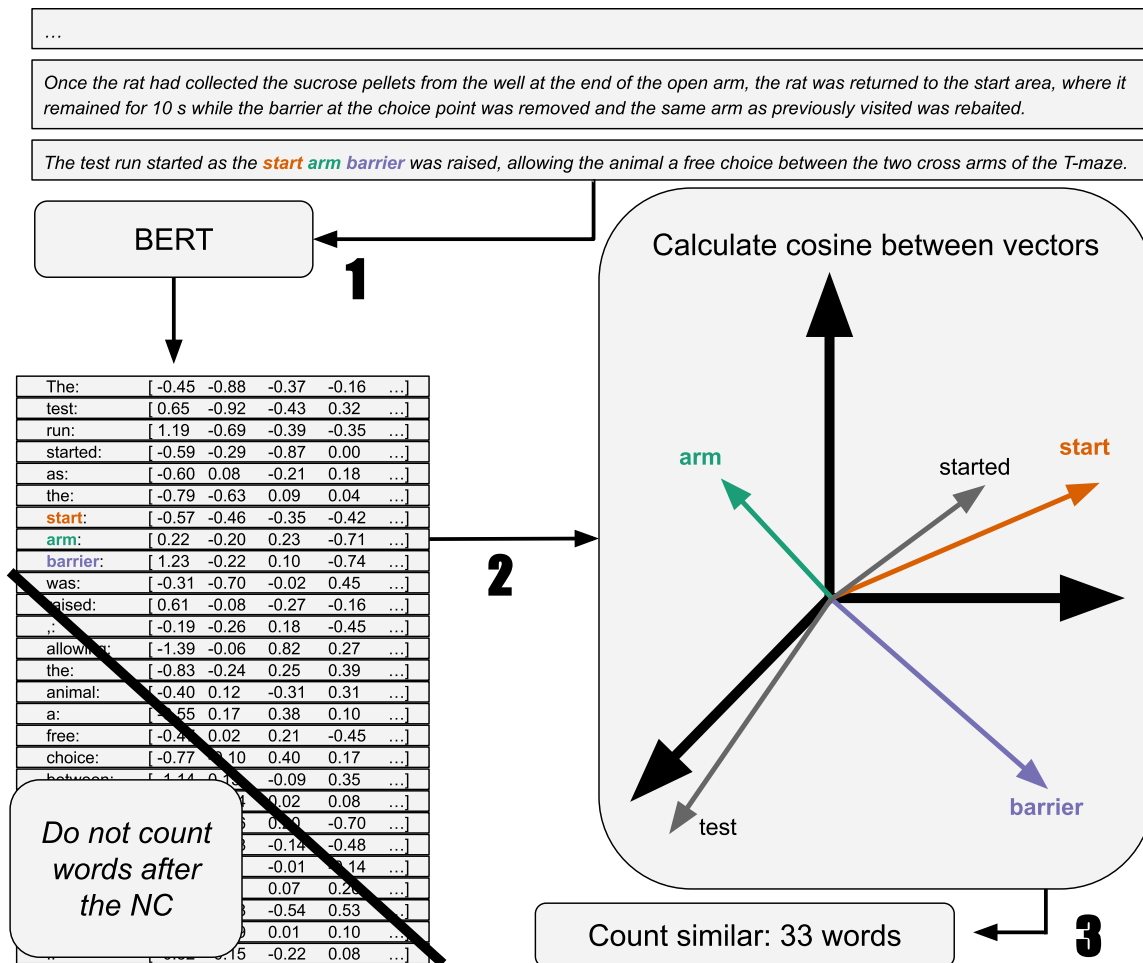 …
Once the rat had collected the sucrose pellets from the well at the end of the open arm, the rat was returned to the start area, where it
remained for 10 s while the barrier at the choice point was removed and the same arm as previously visited was rebaited.
The test run started as the start arm barrier was raised, allowing the animal a free choice between the two cross arms of the T-maze.
BERT
1
Calculate cosine between vectors
The: [ -0.45 -0.88 -0.37 -0.16 …]
test: [ 0.65 -0.92 -0.43 0.32 …]
run: [ 1.19 -0.69 -0.39 -0.35 …]
started: [ -0.59 -0.29 -0.87 0.00 …]
as: [ -0.60 0.08 -0.21 0.18 …]
the: [ -0.79 -0.63 0.09 0.04 …]
start: [ -0.57 -0.46 -0.35 -0.42 …]
arm: [ 0.22 -0.20 0.23 -0.71 …]
barrier: [ 1.23 -0.22 0.10 -0.74 …]
was: [ -0.31 -0.70 -0.02 0.45 …]
raised: [ 0.61 -0.08 -0.27 -0.16 …]
,: [ -0.19 -0.26 0.18 -0.45 …]
allowing: [ -1.39 -0.06 0.82 0.27 …]
the: [ -0.83 -0.24 0.25 0.39 …]
animal: [ -0.40 0.12 -0.31 0.31 …]
a: 0.17 0.38 0.10 …]
free: 0.02 0.21 -0.45 …]
choice: [ -0.77 0.40 0.17 …]
between: -0.09 0.35 …]
0.02 0.08 …]
-0.70 …]
-0.14 -0.48 …]
-0.01 …]
0.07 …]
-0.54 0.53 …]
0.01 0.10 …]
-0.22 0.08 …]
Do not count
words after
the NC
2
arm
started
start
test
barrier
3
Count similar: 33 words